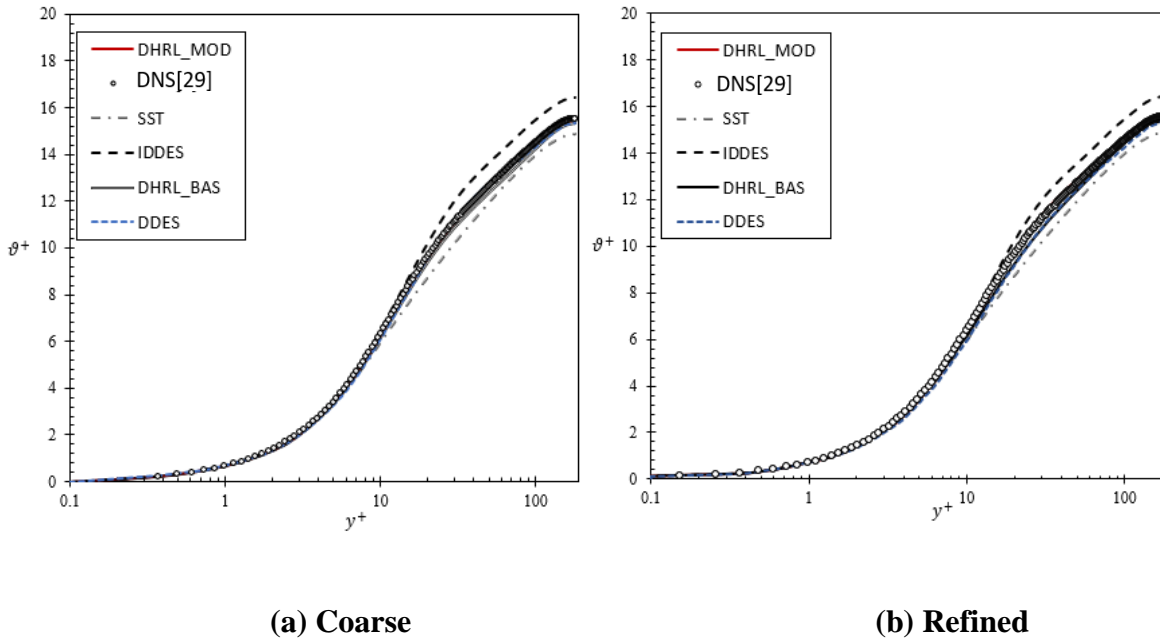 20
18
16
14
12
10
8
6
4
2
0
ϑ⁺
DHRL_MOD
DNS[29]
SST
IDDES
DHRL_BAS
DDES
0.1
1
10
100
y⁺
(a) Coarse
20
18
16
14
12
10
8
6
4
2
0
ϑ⁺
DHRL_MOD
DNS[29]
SST
IDDES
DHRL_BAS
DDES
0.1
1
10
100
y⁺
(b) Refined